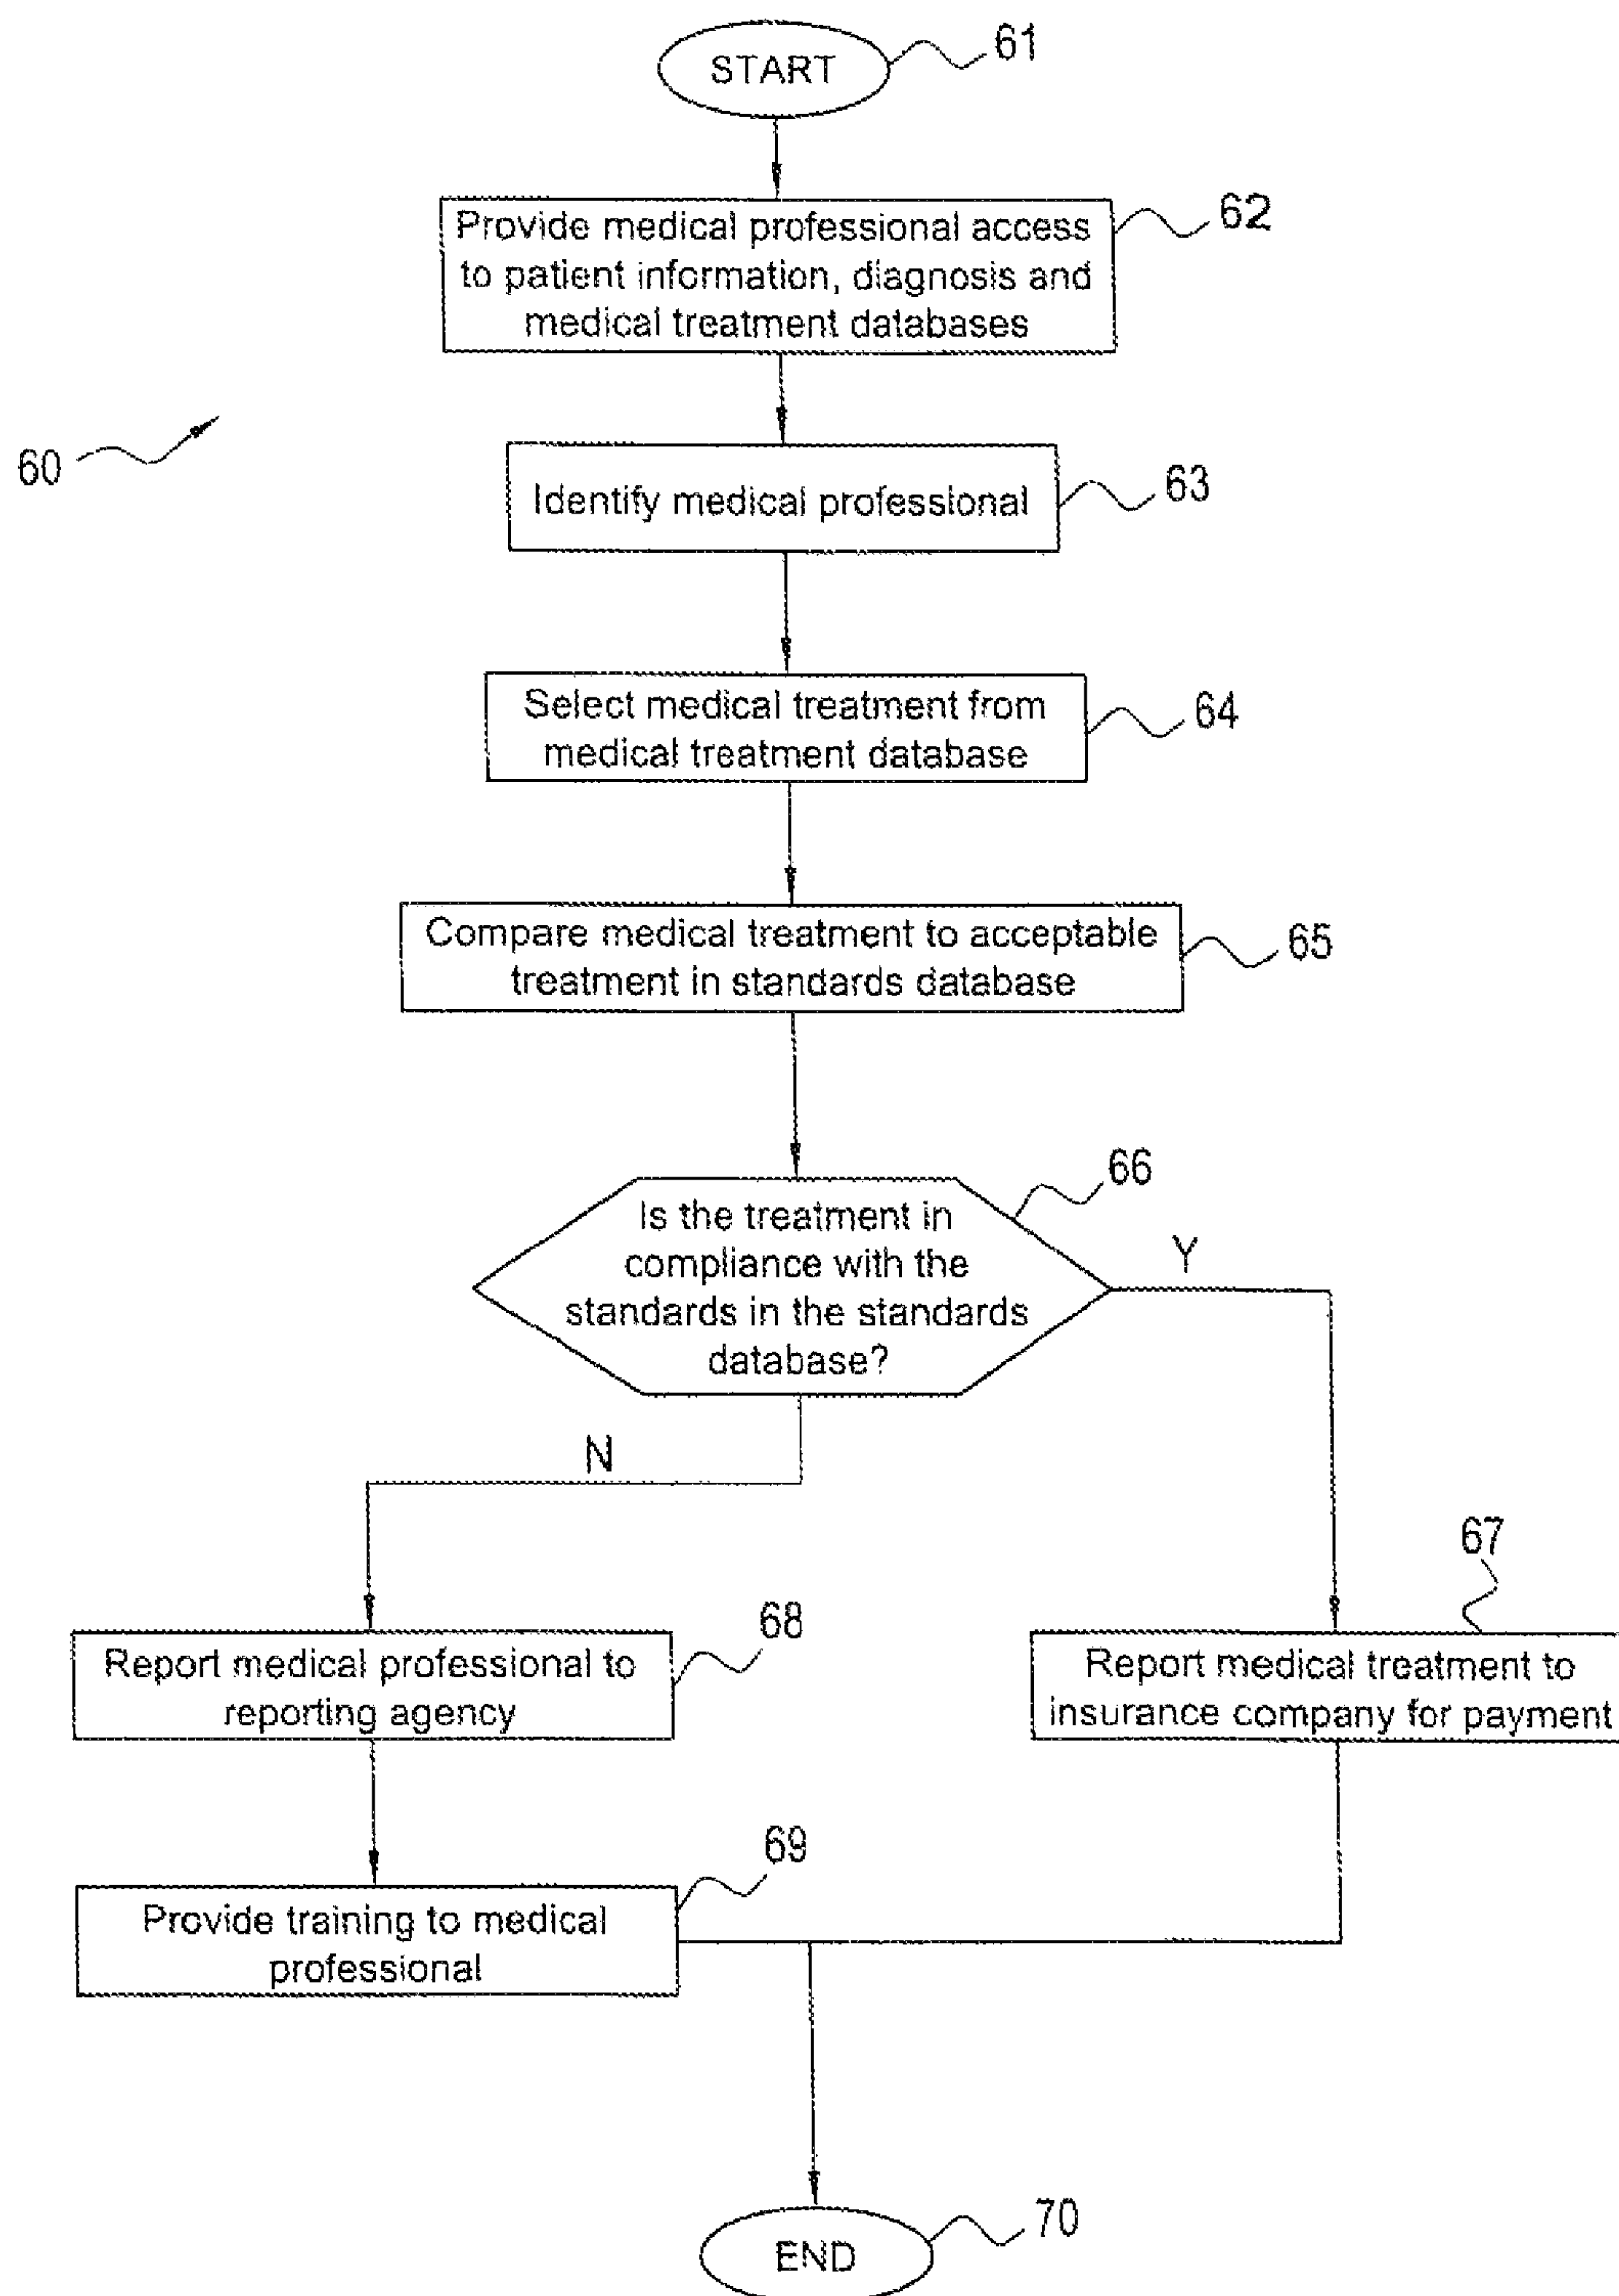 START
61
Provide medical professional access
to patient information, diagnosis and
medical treatment databases
62
60
Identify medical professional
63
Select medical treatment from
medical treatment database
64
Compare medical treatment to acceptable
treatment in standards database
65
66
Is the treatment in
compliance with the
standards in the standards
database?
Y
N
67
68
Report medical professional to
reporting agency
Report medical treatment to
insurance company for payment
69
Provide training to medical
professional
70
END